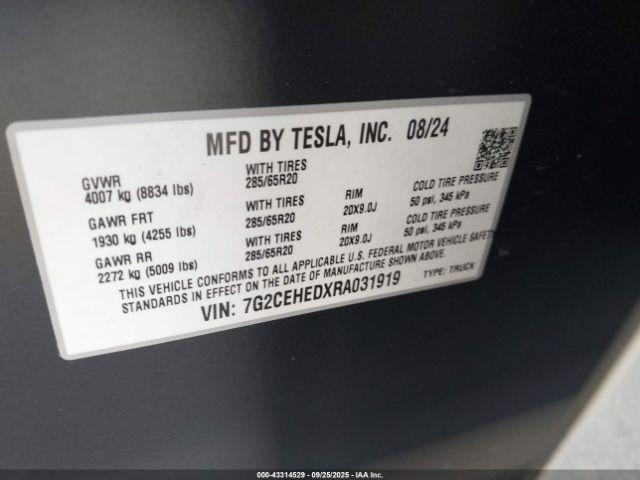 MFD BY TESLA, INC. 08/24
GVWR WITH TIRES
4007 kg (8834 lbs) 285/65R20
GAWR FRT WITH TIRES RIM COLD TIRE PRESSURE
1930 kg (4255 lbs) 285/65R20 20X9.0J 50 psi, 345 kPa
GAWR RR WITH TIRES RIM COLD TIRE PRESSURE
2272 kg (5009 lbs) 285/65R20 20X9.0J 50 psi, 345 kPa
THIS VEHICLE CONFORMS TO ALL APPLICABLE U.S. FEDERAL MOTOR VEHICLE SAFETY
STANDARDS IN EFFECT ON THE DATE OF MANUFACTURE SHOWN ABOVE.
VIN: 7G2CEHEDXRA031919 TYPE: TRUCK
000-43314529 - 09/25/2025 - IAA Inc.